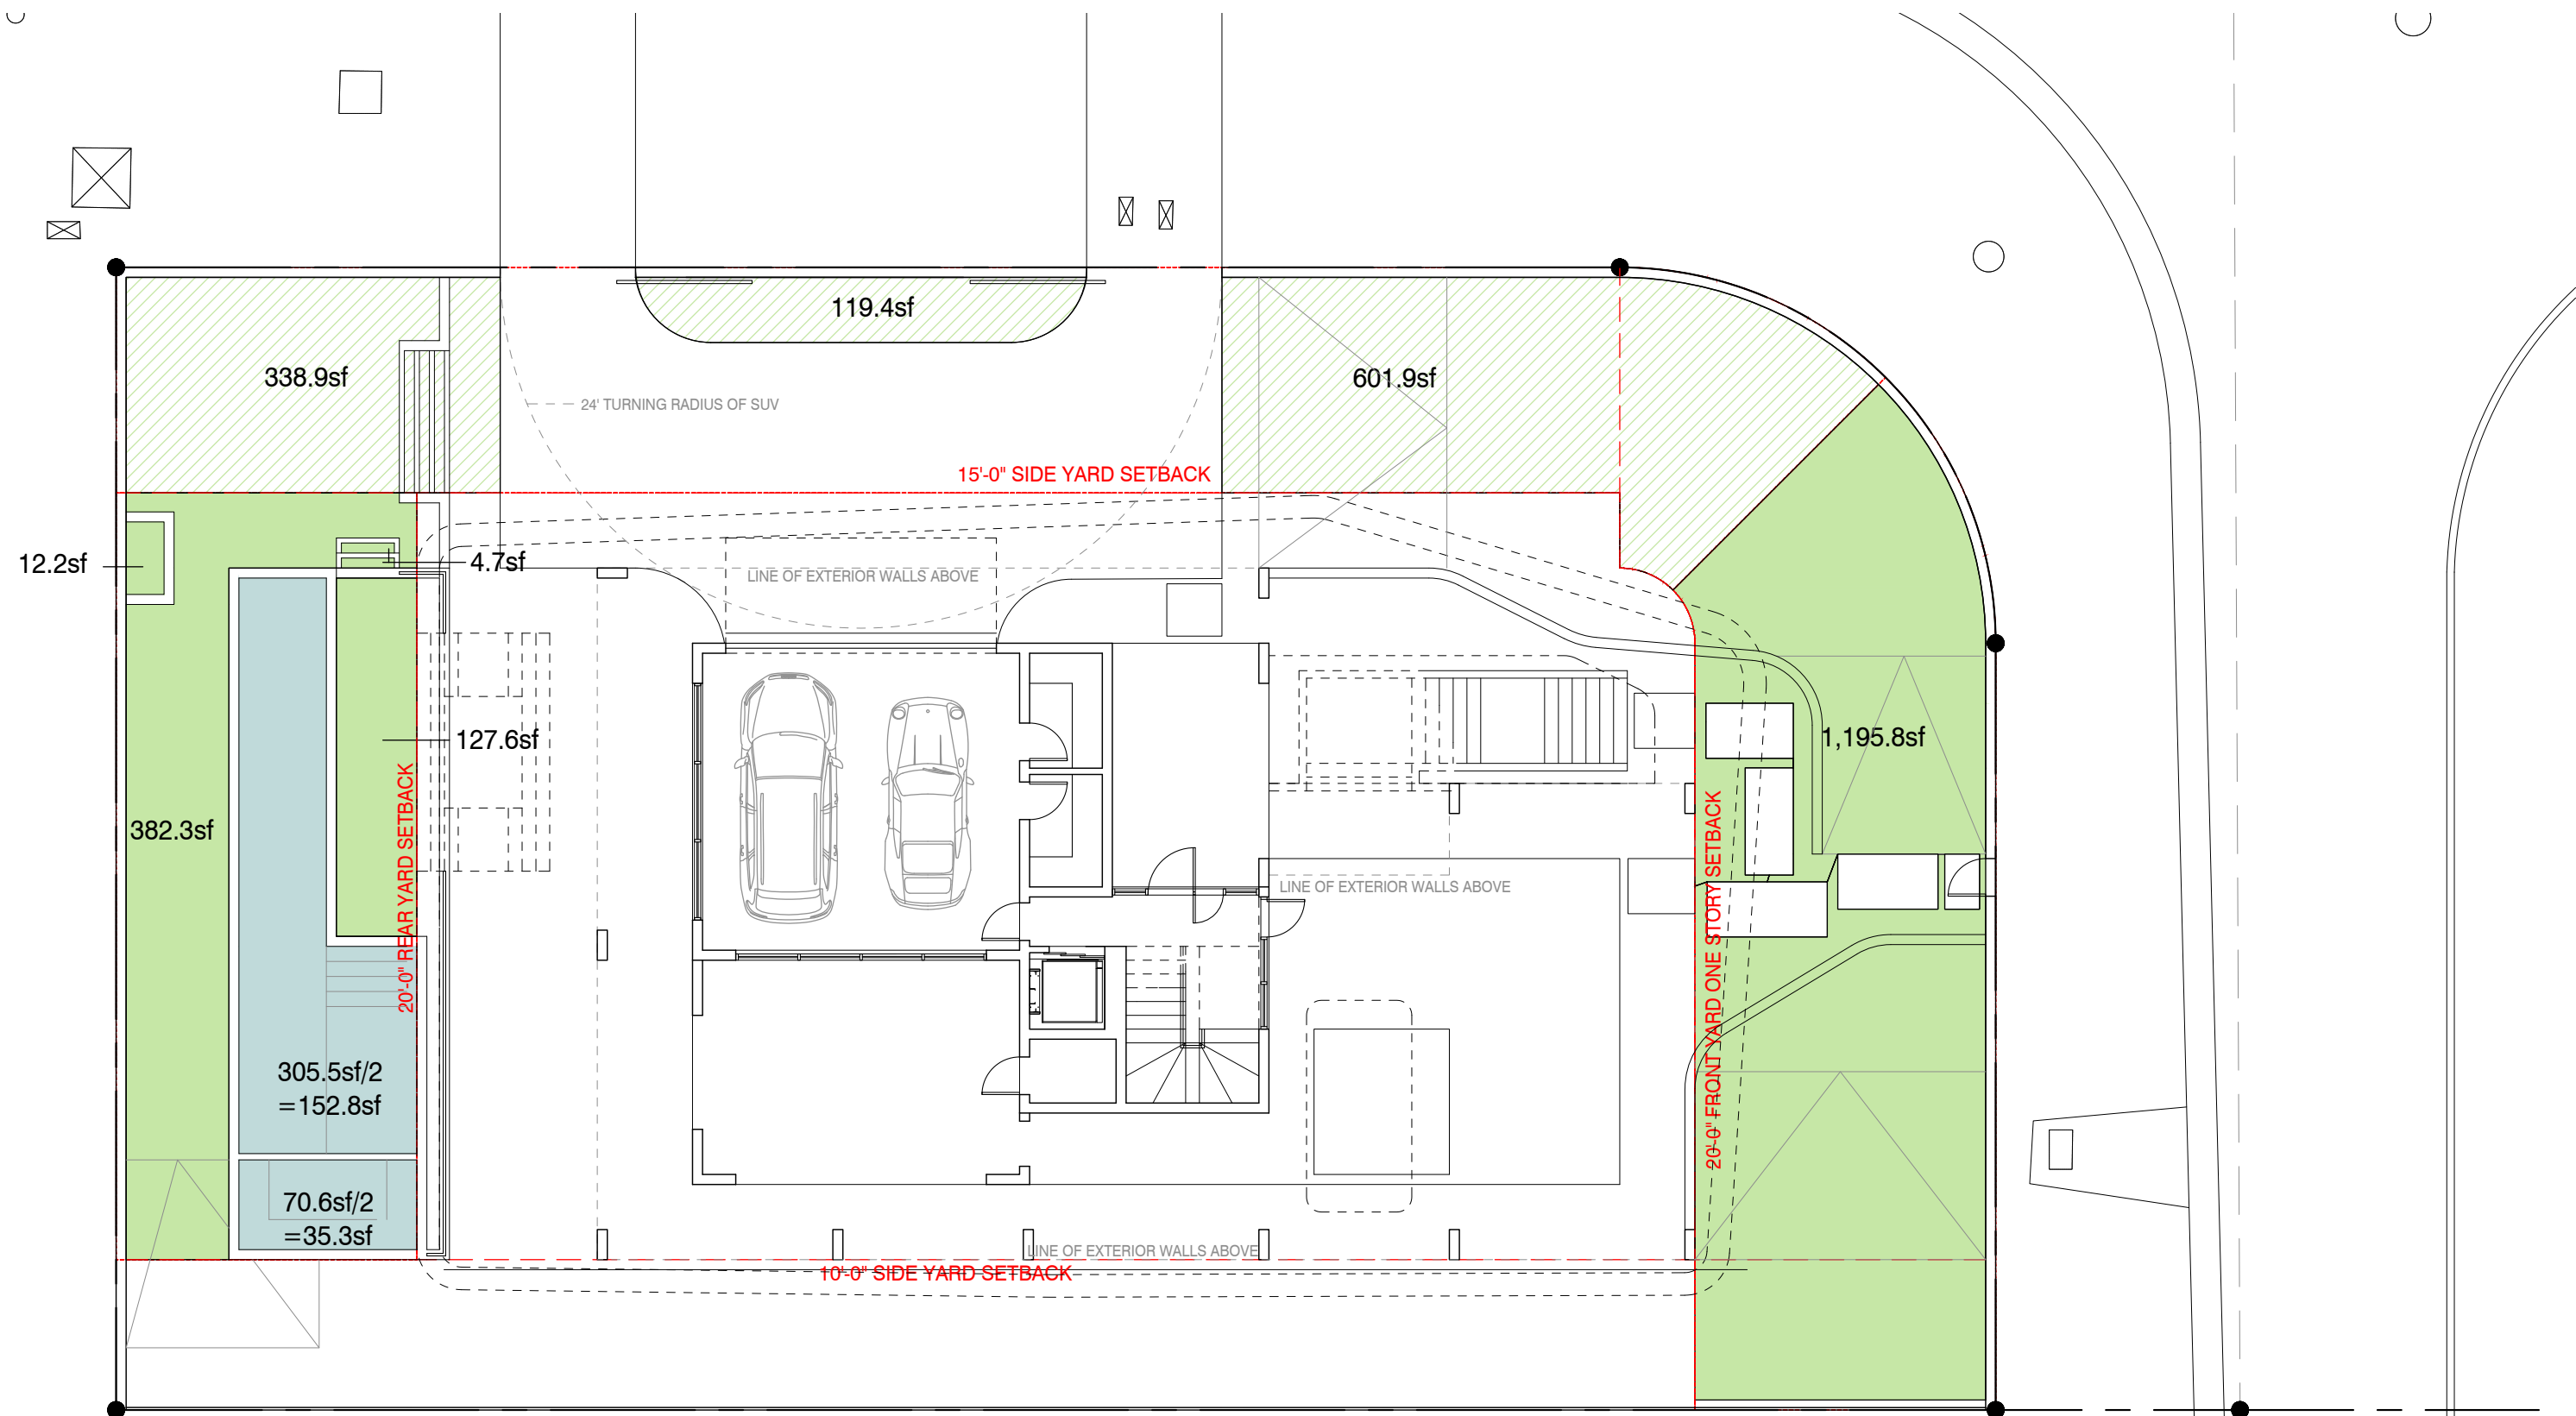 119.4sf
338.9sf
601.9sf
24' TURNING RADIUS OF SUV
15'-0" SIDE YARD SETBACK
12.2sf
4.7sf
LINE OF EXTERIOR WALLS ABOVE
127.6sf
1,195.8sf
382.3sf
20'-0" REAR YARD SETBACK
LINE OF EXTERIOR WALLS ABOVE
20'-0" FRONT YARD ONE STORY SETBACK
305.5sf/2
=152.8sf
70.6sf/2
=35.3sf
LINE OF EXTERIOR WALLS ABOVE
10'-0" SIDE YARD SETBACK